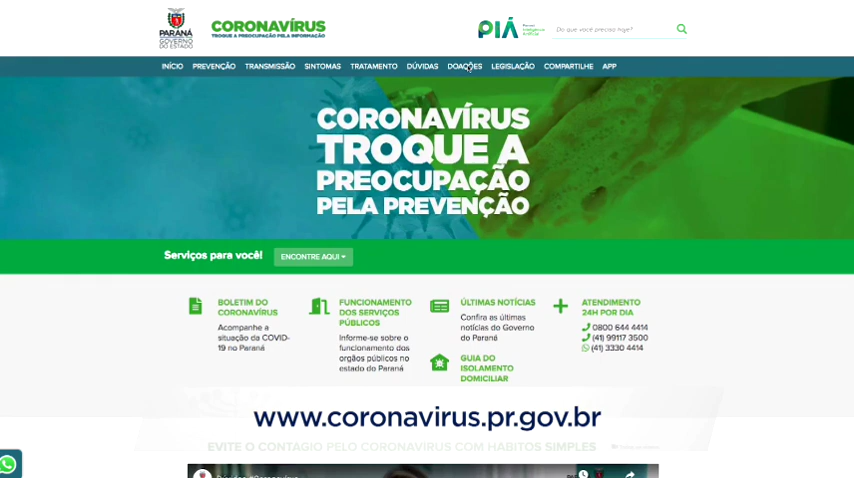 PARANÁ
GOVERNO
DO ESTADO
CORONAVÍRUS
TROQUE A PREOCUPAÇÃO PELA INFORMAÇÃO
PIÁ
Do que você precisa hoje?
INÍCIO PREVENÇÃO TRANSMISSÃO SINTOMAS TRATAMENTO DÚVIDAS DOAÇÕES LEGISLAÇÃO COMPARTILHE APP
CORONAVÍRUS
TROQUE A
PREOCUPAÇÃO
PELA PREVENÇÃO
Serviços para você!
ENCONTRE AQUI
BOLETIM DO
CORONAVÍRUS
Acompanhe a
situação da COVID-
19 no Paraná
FUNCIONAMENTO
DOS SERVIÇOS
PÚBLICOS
Informe-se sobre o
funcionamento dos
orgãos públicos no
estado do Paraná
ÚLTIMAS NOTÍCIAS
Confira as últimas
notícias do Governo
do Paraná
GUIA DO
ISOLAMENTO
DOMICILIAR
ATENDIMENTO
24H POR DIA
0800 644 4414
(41) 99117 3500
(41) 3330 4414
www.coronavirus.pr.gov.br
EVITE O CONTÁGIO PELO CORONAVÍRUS COM HÁBITOS SIMPLES